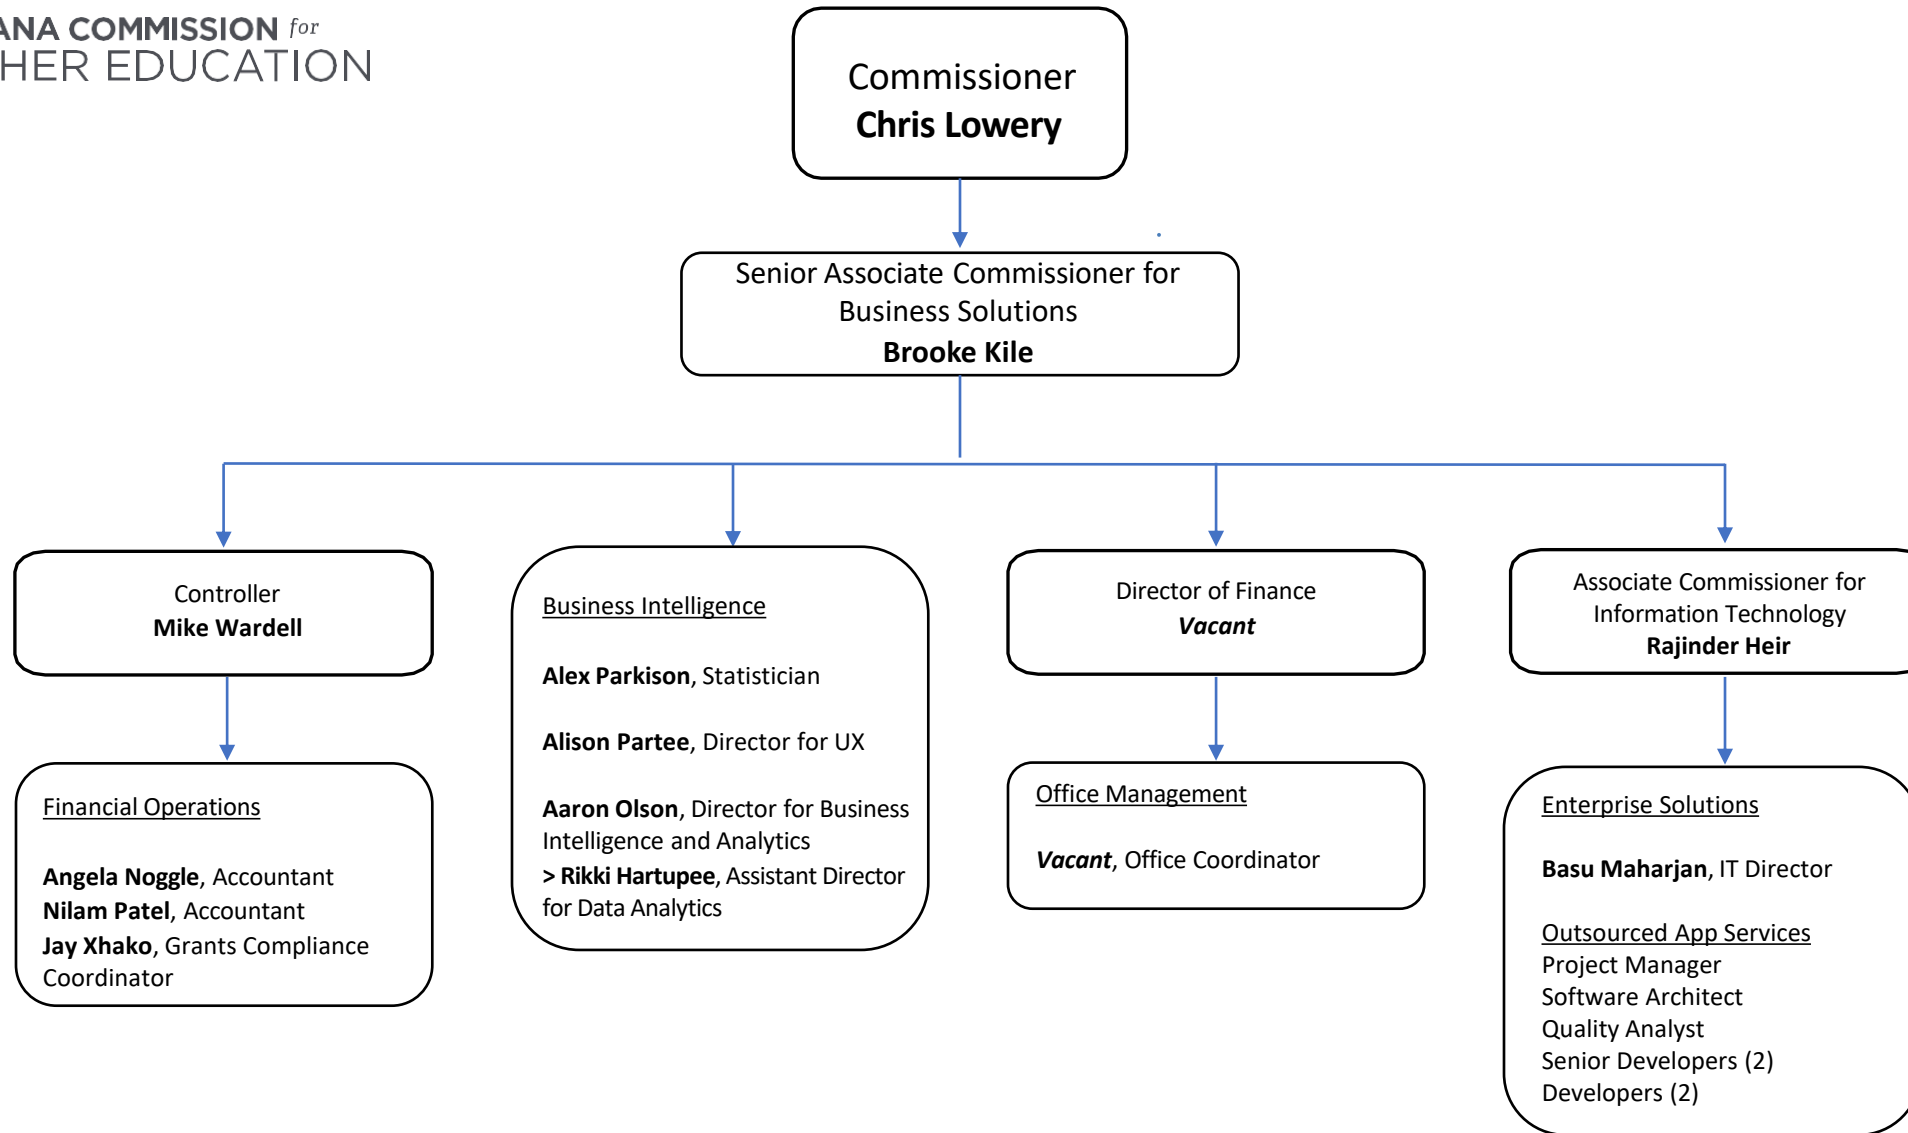 ANA COMMISSION for
HER EDUCATION
Commissioner
Chris Lowery
Senior Associate Commissioner for
Business Solutions
Brooke Kile
Controller
Mike Wardell
Financial Operations
Angela Noggle, Accountant
Nilam Patel, Accountant
Jay Xhako, Grants Compliance
Coordinator
Business Intelligence
Alex Parkison, Statistician
Alison Partee, Director for UX
Aaron Olson, Director for Business
Intelligence and Analytics
> Rikki Hartupee, Assistant Director
for Data Analytics
Director of Finance
Vacant
Office Management
Vacant, Office Coordinator
Associate Commissioner for
Information Technology
Rajinder Heir
Enterprise Solutions
Basu Maharjan, IT Director
Outsourced App Services
Project Manager
Software Architect
Quality Analyst
Senior Developers (2)
Developers (2)